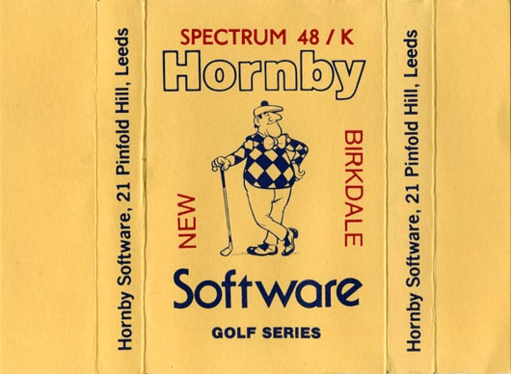 Hornby Software, 21 Pinfold Hill, Leeds
SPECTRUM 48 / K
Hornby
NEW
BIRKDALE
Software
GOLF SERIES
Hornby Software, 21 Pinfold Hill, Leeds